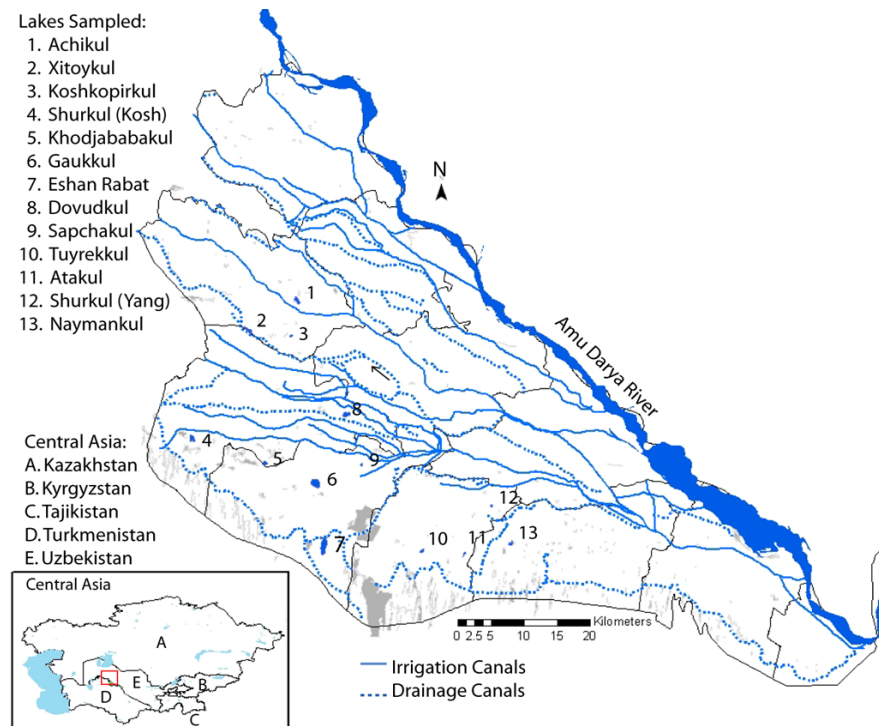 Lakes Sampled:
1. Achikul
2. Xitoykul
3. Koshkopirkul
4. Shurkul (Kosh)
5. Khodjababakul
6. Gaukkul
7. Eshan Rabat
8. Dovudkul
9. Sapchakul
10. Tuyrekkul
11. Atakul
12. Shurkul (Yang)
13. Naymankul
N
Amu Darya River
1
2
3
8
4
5
9
6
12
7
10
11
13
Central Asia:
A. Kazakhstan
B. Kyrgyzstan
C. Tajikistan
D. Turkmenistan
E. Uzbekistan
Central Asia
A
B
E
D
C
Kilometers
0 2.5 5 10 15 20
Irrigation Canals
Drainage Canals